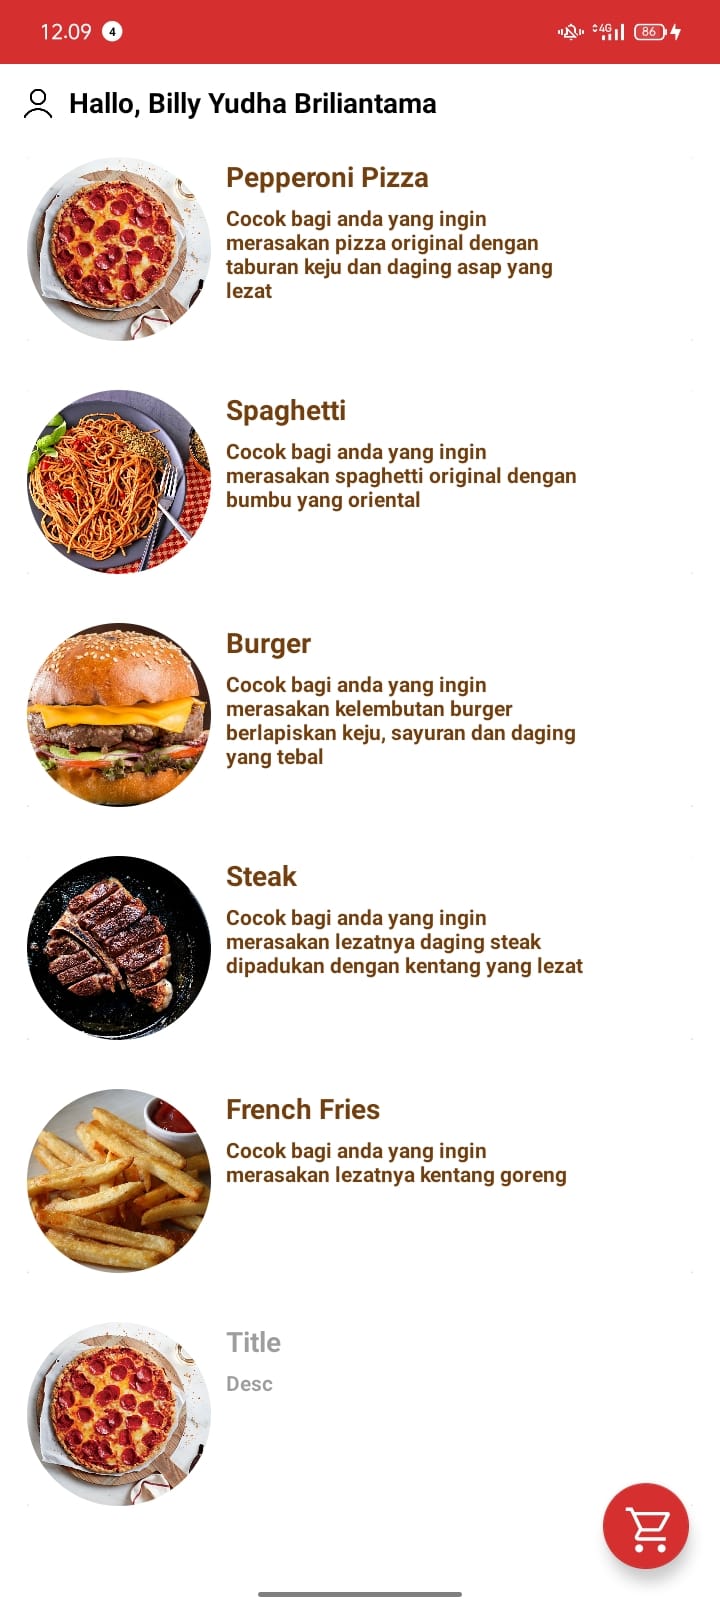 12.09 4 4G 86
Hallo, Billy Yudha Briliantama
Pepperoni Pizza
Cocok bagi anda yang ingin
merasakan pizza original dengan
taburan keju dan daging asap yang
lezat
Spaghetti
Cocok bagi anda yang ingin
merasakan spaghetti original dengan
bumbu yang oriental
Burger
Cocok bagi anda yang ingin
merasakan kelembutan burger
berlapiskan keju, sayuran dan daging
yang tebal
Steak
Cocok bagi anda yang ingin
merasakan lezatnya daging steak
dipadukan dengan kentang yang lezat
French Fries
Cocok bagi anda yang ingin
merasakan lezatnya kentang goreng
Title
Desc